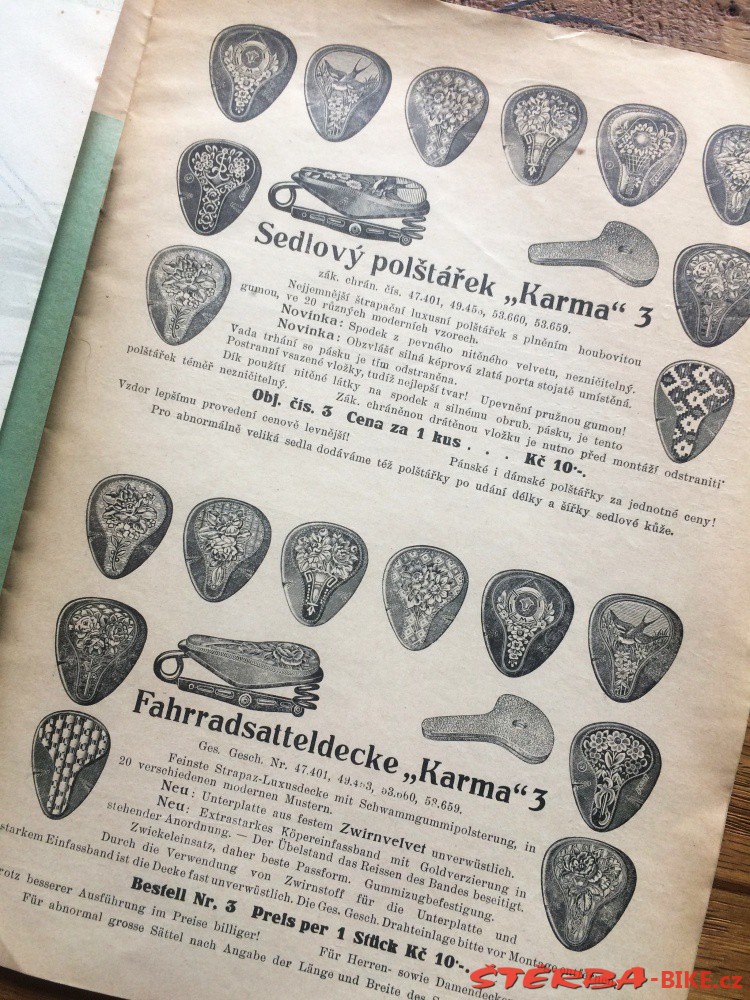 Sedlový polštářek „Karma“ 3
zák. chrán. čís. 47.401, 49.453, 53.660, 53.659.
Nejjemnější štrapační luxusní polštářek s plněním houbovitou
gumou, ve 20 různých moderních vzorech.
Novinka: Spodek z pevného nitěného velvetu, nezničitelný.
Novinka: Obzvlášť silná képrová zlatá porta stojatě umístěná.
Vada trhání se pásku je tím odstraněna.
Postranní vsazené vložky, tudíž nejlepší tvar! Upevnění pružnou gumou!
Dík použití nitěné látky na spodek a silnému obrub. pásku, je tento
polštářek téměř nezničitelný. Zák. chráněnou drátěnou vložku je nutno před montáží odstraniti
Obj. čís. 3 Cena za 1 kus . . . Kč 10·-.
Vzdor lepšímu provedení cenově levnější! Pánské i dámské polštářky za jednotné ceny!
Pro abnormálně veliká sedla dodáváme též polštářky po udání délky a šířky sedlové kůže.
Fahrradsatteldecke „Karma“ 3
Ges. Gesch. Nr. 47.401, 49.453, 53.660, 53.659.
Feinste Strapaz-Luxusdecke mit Schwammgummipolsterung, in
20 verschiedenen modernen Mustern.
Neu: Unterplatte aus festem Zwirnvelvet unverwüstlich.
Neu: Extrastarkes Köpereinfassband mit Goldverzierung in
stehender Anordnung. — Der Übelstand das Reissen des Bandes beseitigt.
Zwickeleinsatz, daher beste Passform. Gummizugbefestigung.
Durch die Verwendung von Zwirnstoff für die Unterplatte und
starkem Einfassband ist die Decke fast unverwüstlich. Die Ges. Gesch. Drahteinlage bitte vor Montage
Bestell Nr. 3 Preis per 1 Stück Kč 10·-.
trotz besserer Ausführung im Preise billiger! Für Herren- sowie Damendecken
Für abnormal grosse Sättel nach Angabe der Länge und Breite des
ŠTERBA-BIKE.cz